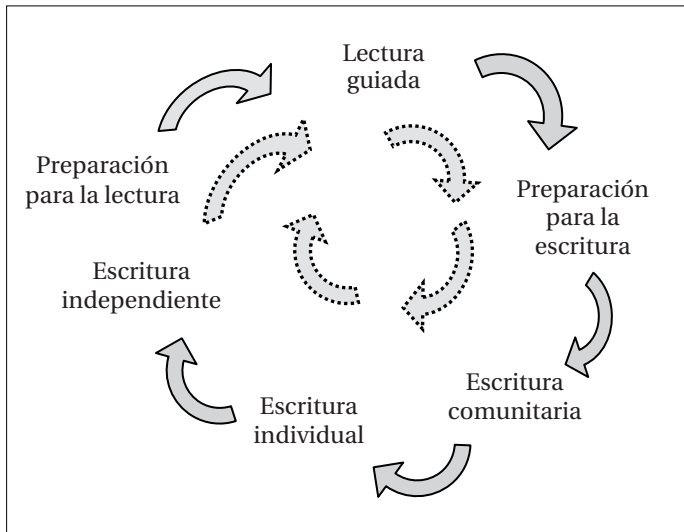 Lectura
guiada
Preparación
para la lectura
Preparación
para la
escritura
Escritura
independiente
Escritura
comunitaria
Escritura
individual